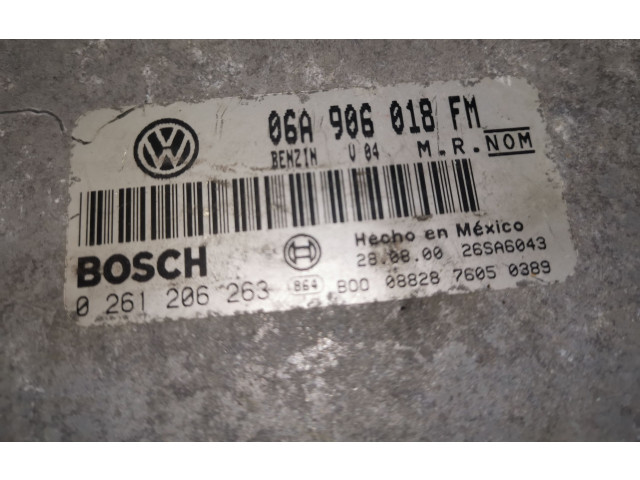 06A 906 018 FM
BENZIN V 04 M.R.NOM
BOSCH
Hecho en México
28.08.00 26SA6043
0 261 206 263 864 BOO 08828 7605 0389